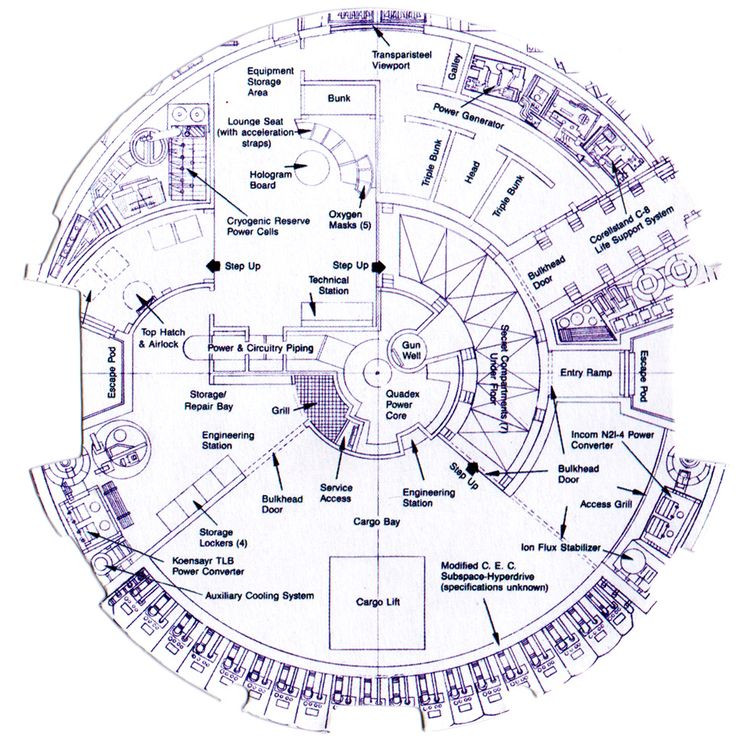 Transparisteel
Viewport
Galley
Equipment
Storage
Area
Bunk
Power Generator
Lounge Seat
(with acceleration
straps)
Hologram
Board
Triple Bunk
Head
Triple Bunk
Corellstand C-8
Life Support System
Cryogenic Reserve
Power Cells
Oxygen
Masks (5)
Bulkhead
Door
Step Up
Step Up
Technical
Station
Top Hatch
& Airlock
Power & Circuitry Piping
Gun
Well
Secret Compartments (7)
Under Floor
Escape Pod
Entry Ramp
Escape Pod
Storage/
Repair Bay
Grill
Quadex
Power
Core
Engineering
Station
Incom N2I-4 Power
Converter
Step Up
Bulkhead
Door
Bulkhead
Door
Service
Access
Engineering
Station
Access Grill
Storage
Lockers (4)
Cargo Bay
Ion Flux Stabilizer
Koensayr TLB
Power Converter
Modified C. E. C.
Subspace-Hyperdrive
(specifications unknown)
Auxiliary Cooling System
Cargo Lift